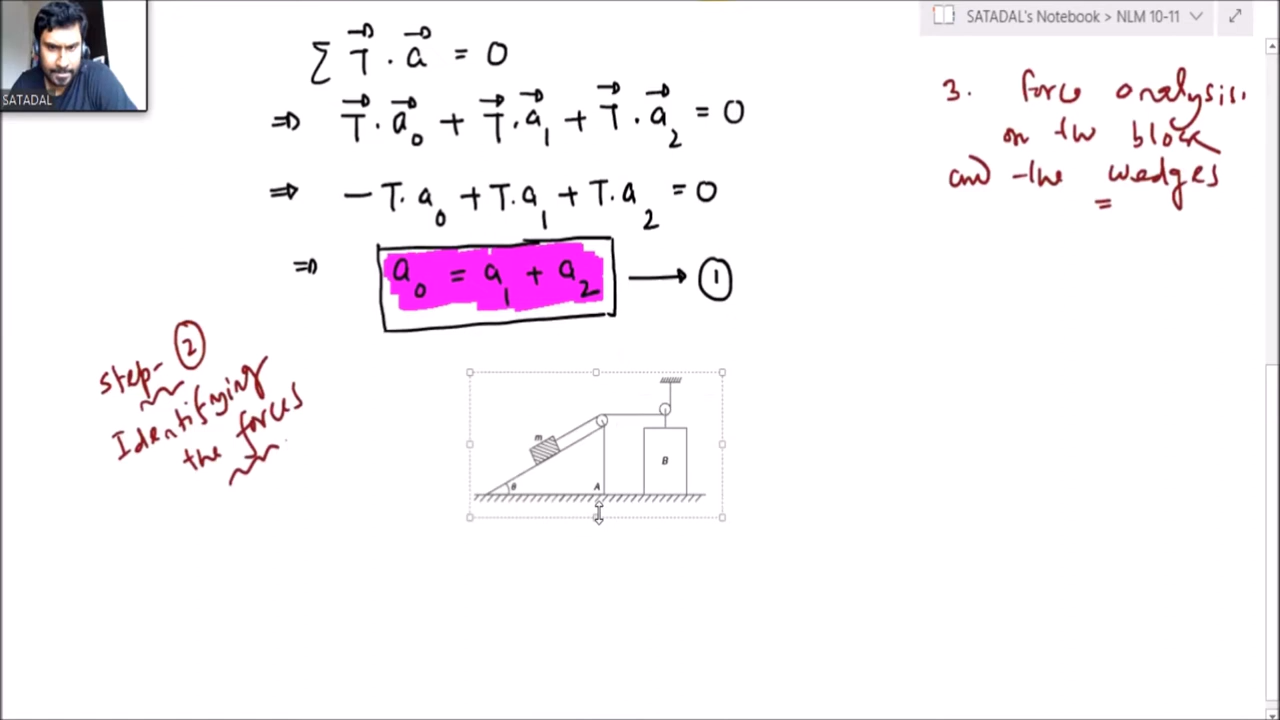 SATADAL
SATADAL's Notebook > NLM 10-11
∑ T⃗ . a⃗ = 0
⇒ T⃗ . a⃗₀ + T⃗ . a⃗₁ + T⃗ . a⃗₂ = 0
⇒ - T . a₀ + T . a₁ + T . a₂ = 0
⇒ a₀ = a₁ + a₂ → ①
3. Force analysis.
on the block
and the wedges
step- ②
Identifying
the forces
m
θ
A
B